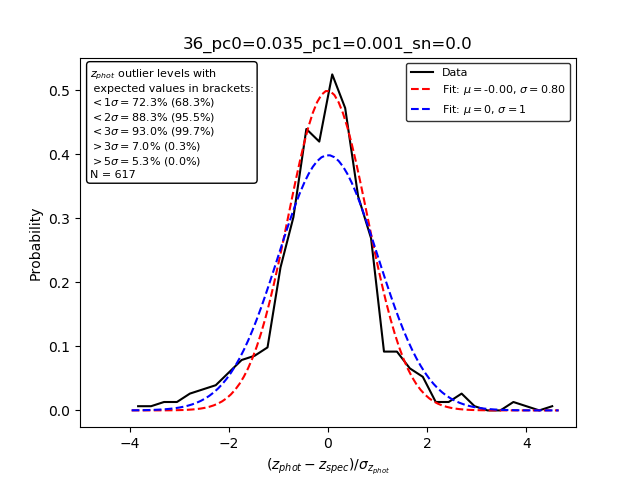 36_pc0=0.035_pc1=0.001_sn=0.0
z_phot outlier levels with
expected values in brackets:
<1σ = 72.3% (68.3%)
<2σ = 88.3% (95.5%)
<3σ = 93.0% (99.7%)
>3σ = 7.0% (0.3%)
>5σ = 5.3% (0.0%)
N = 617
Data
Fit: μ = -0.00, σ = 0.80
Fit: μ = 0, σ = 1
Probability
0.5
0.4
0.3
0.2
0.1
0.0
−4 −2 0 2 4
(z_phot − z_spec)/σ_z_phot